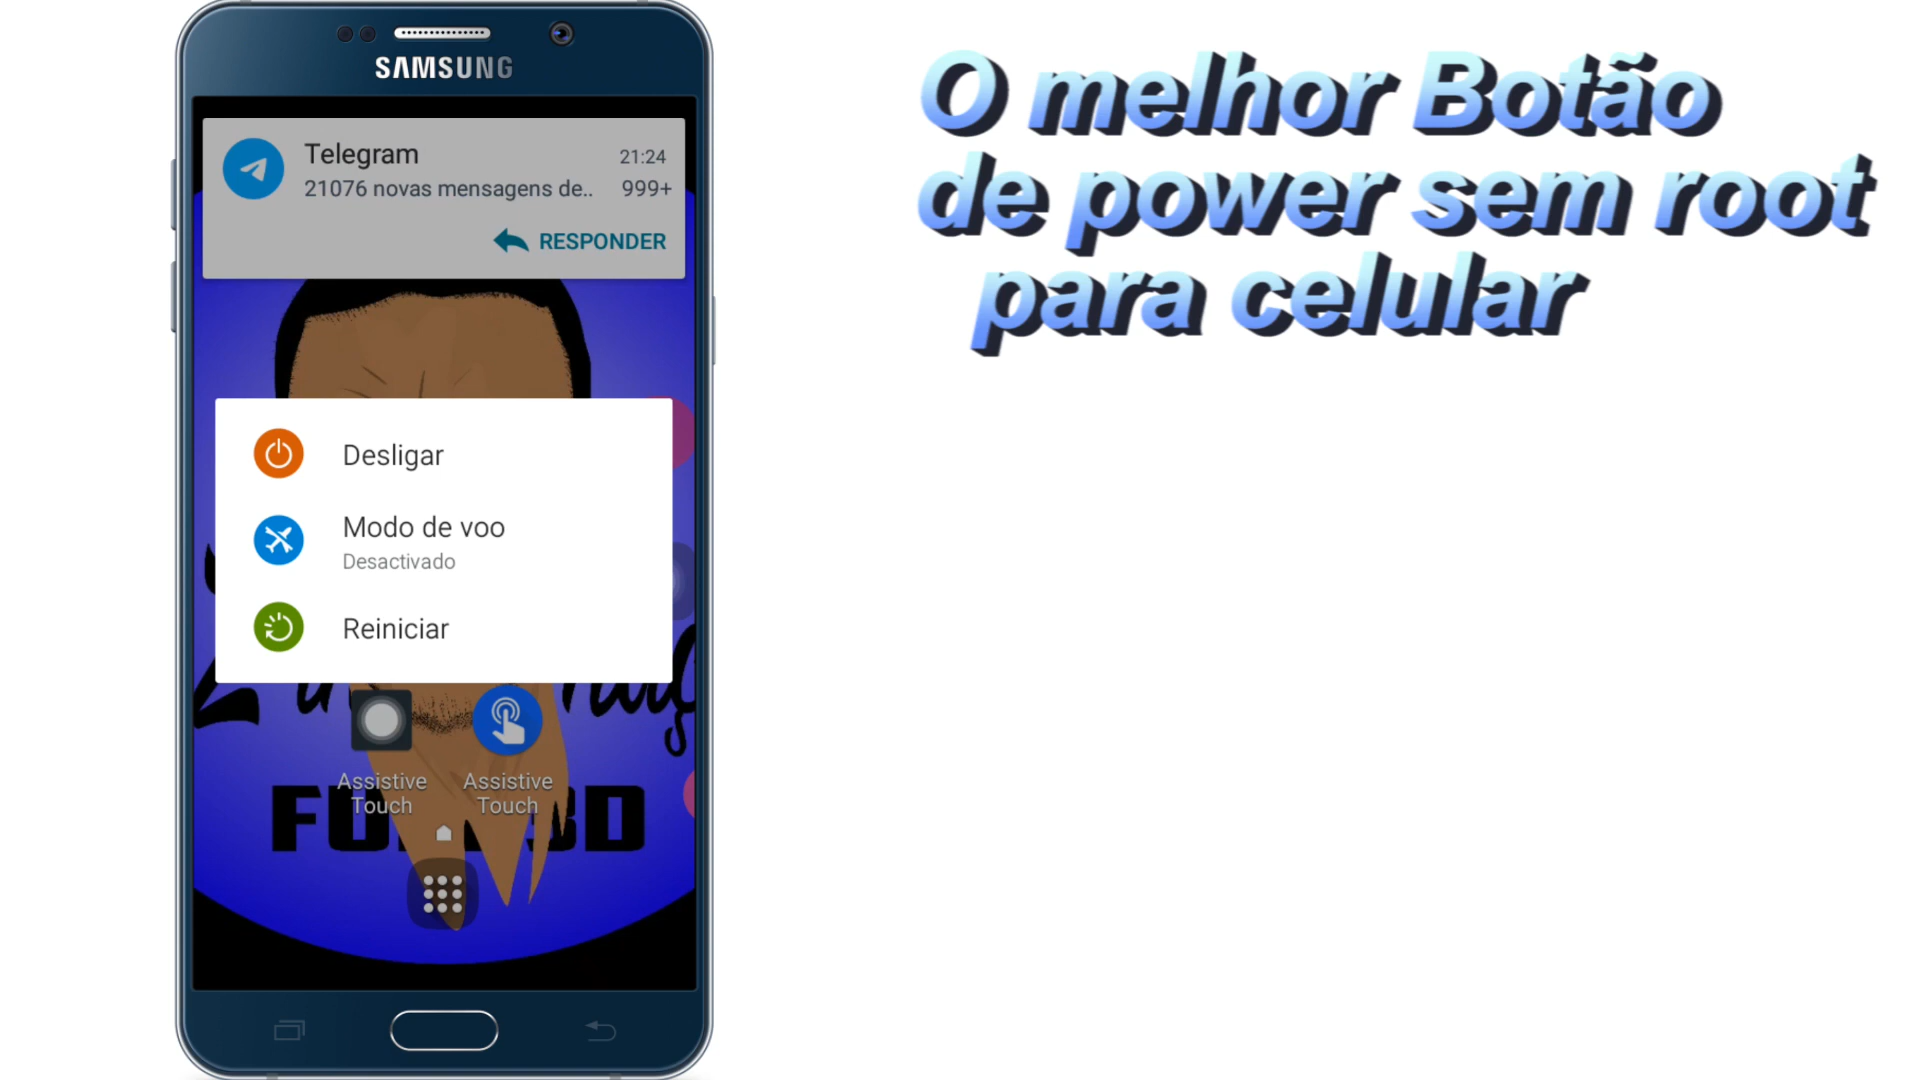 SAMSUNG
Telegram 21:24
21076 novas mensagens de.. 999+
RESPONDER
Desligar
Modo de voo
Desactivado
Reiniciar
Assistive Touch
Assistive Touch
O melhor Botão
de power sem root
para celular